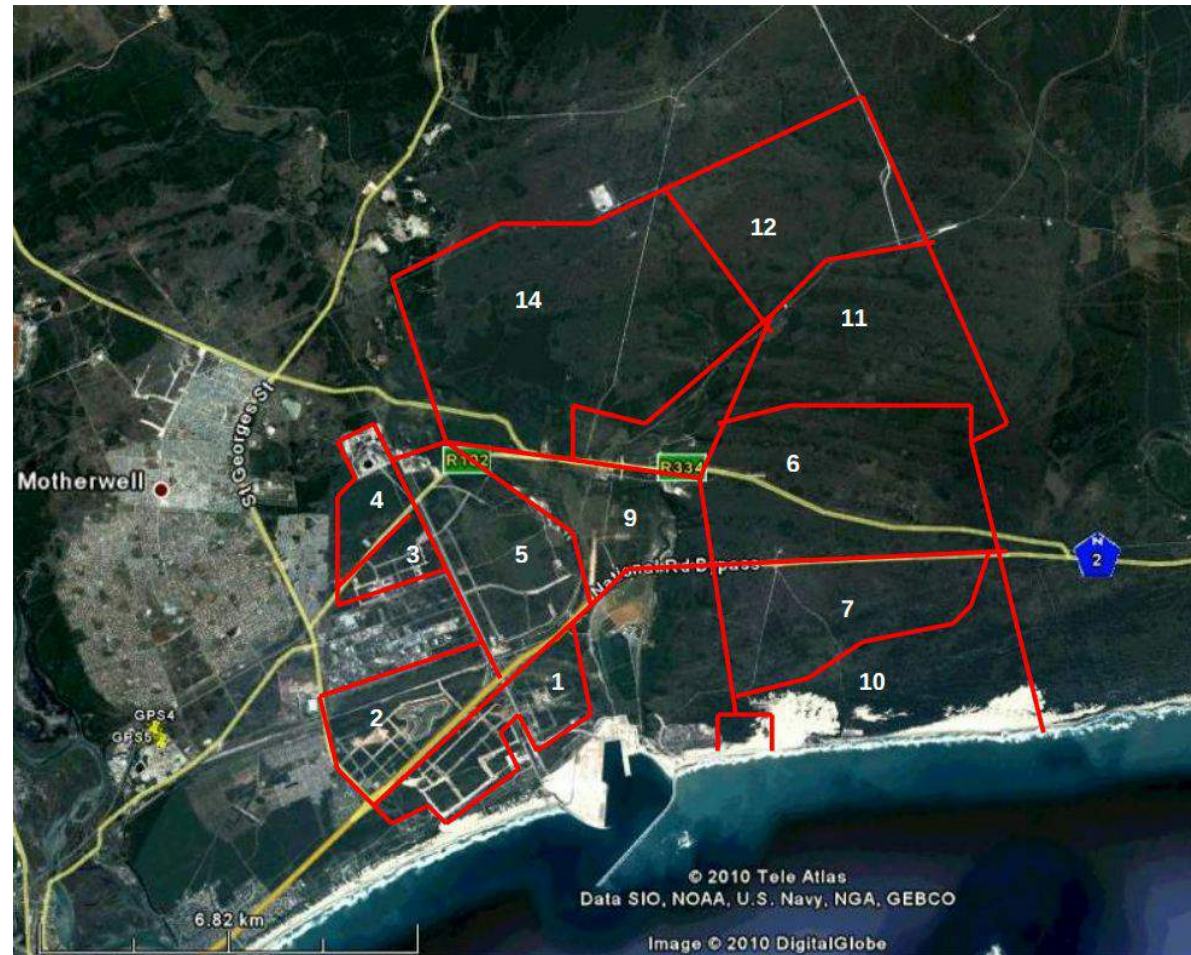 12
14
11
St Georges St
R102
R334
6
Motherwell
4
9
3
5
National Rd Bypass
N
2
7
1
10
2
GPS4
GPS5
© 2010 Tele Atlas
Data SIO, NOAA, U.S. Navy, NGA, GEBCO
6.82 km
Image © 2010 DigitalGlobe